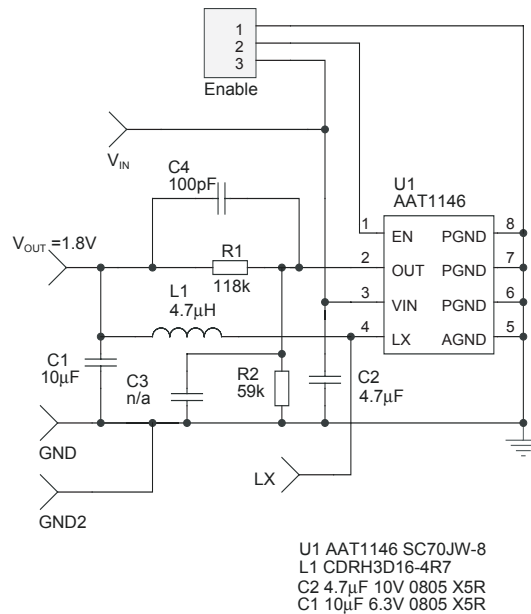 1
2
3
Enable
V_IN
C4
100pF
U1
AAT1146
V_OUT =1.8V
R1
118k
1
EN
PGND
8
2
OUT
PGND
7
3
VIN
PGND
6
4
LX
AGND
5
L1
4.7μH
C1
10μF
C3
n/a
R2
59k
C2
4.7μF
GND
LX
GND2
U1 AAT1146 SC70JW-8
L1 CDRH3D16-4R7
C2 4.7μF 10V 0805 X5R
C1 10μF 6.3V 0805 X5R